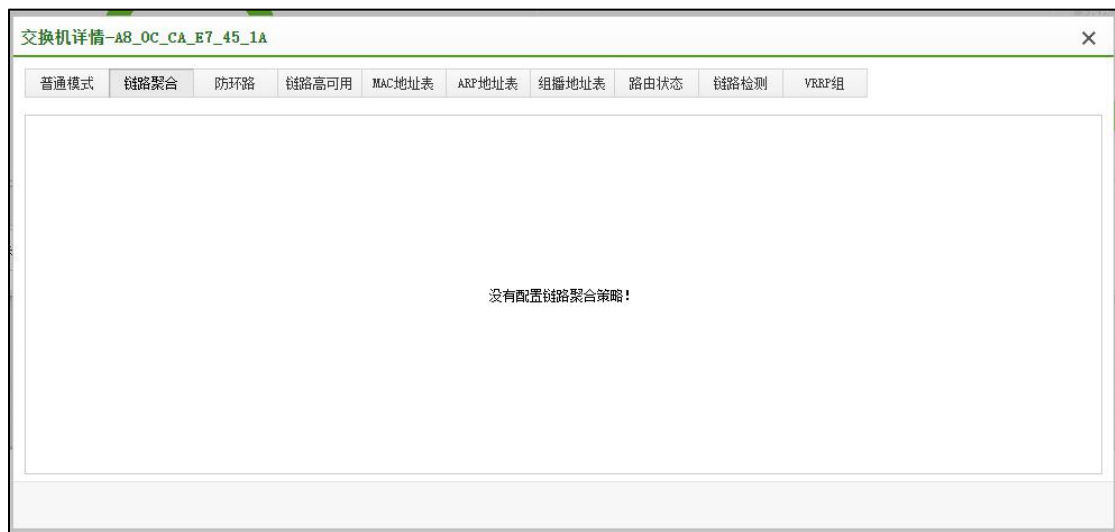 交换机详情-A8_0C_CA_E7_45_1A
普通模式 链路聚合 防环路 链路高可用 MAC地址表 ARP地址表 组播地址表 路由状态 链路检测 VRRP组
没有配置链路聚合策略!